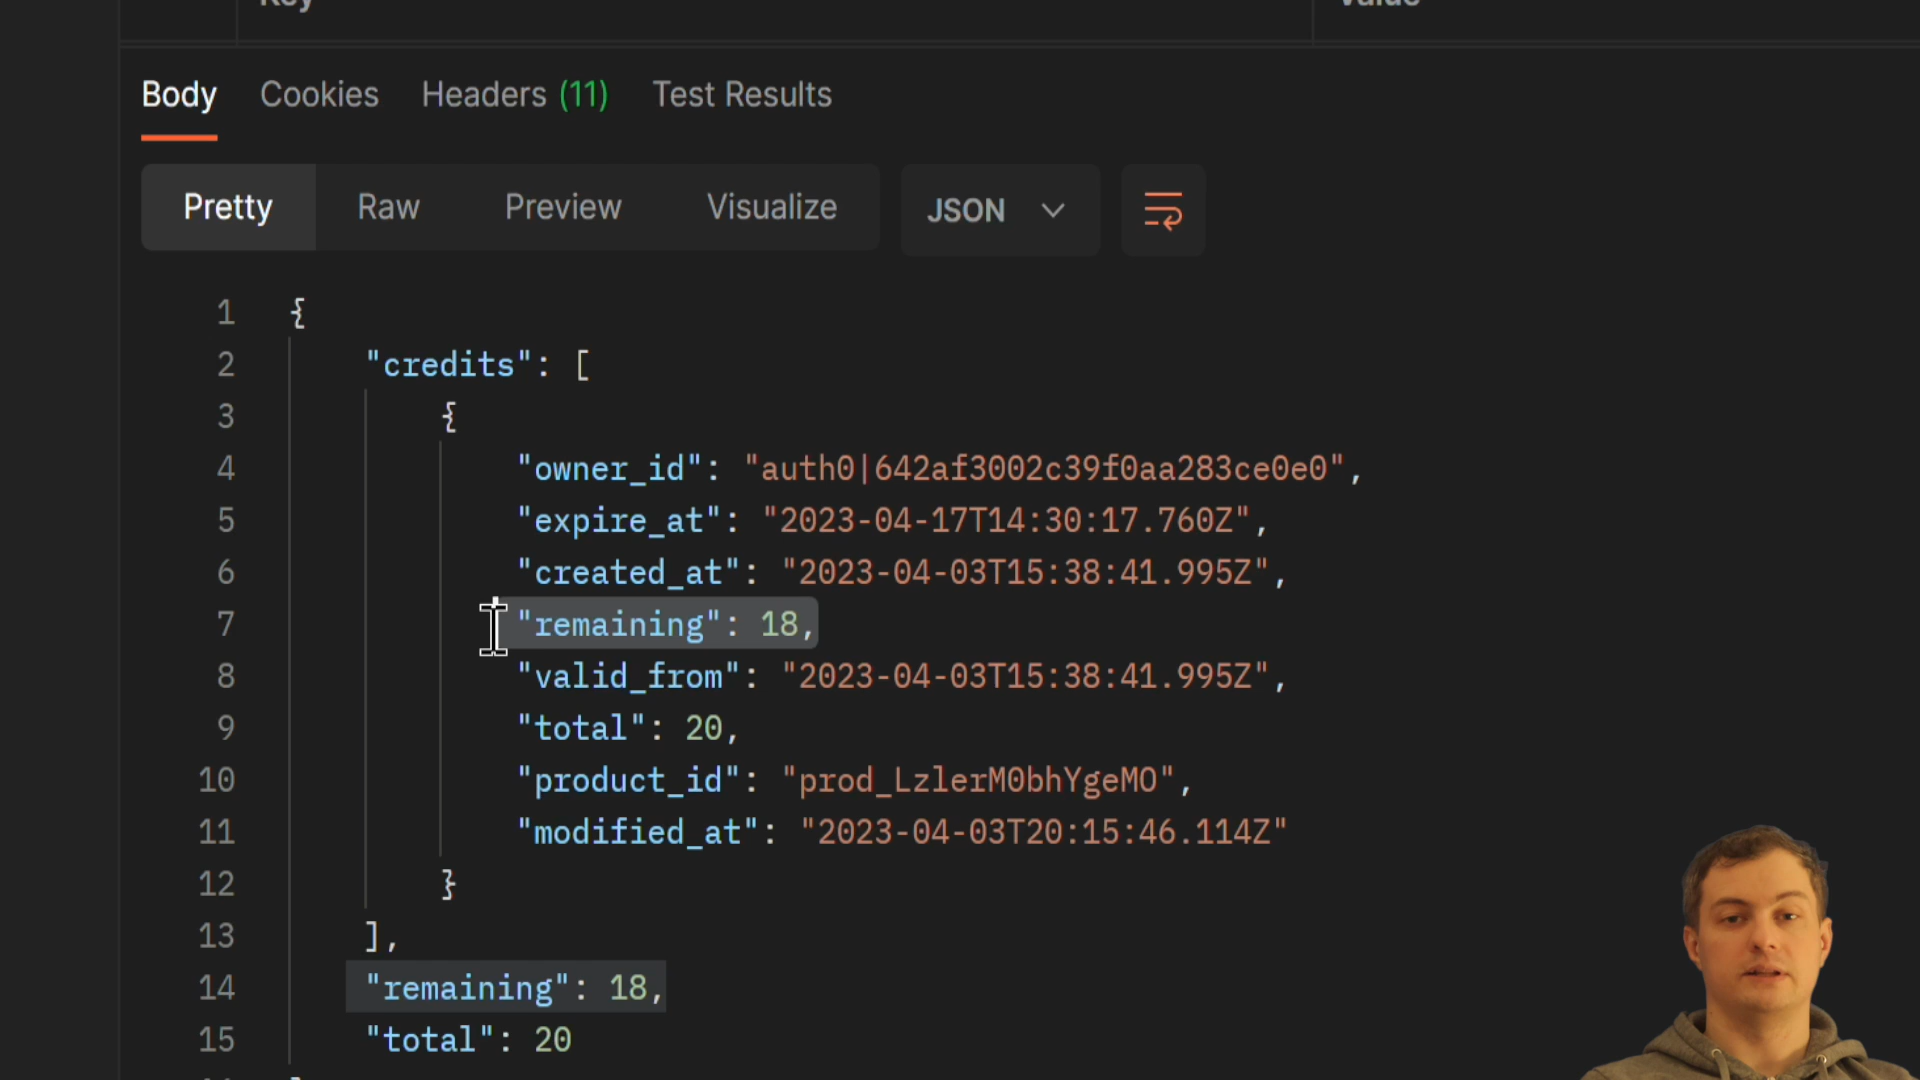 Key Value
Body Cookies Headers (11) Test Results
Pretty Raw Preview Visualize JSON
1 {
2 "credits": [
3 {
4 "owner_id": "auth0|642af3002c39f0aa283ce0e0",
5 "expire_at": "2023-04-17T14:30:17.760Z",
6 "created_at": "2023-04-03T15:38:41.995Z",
7 "remaining": 18,
8 "valid_from": "2023-04-03T15:38:41.995Z",
9 "total": 20,
10 "product_id": "prod_LzlerM0bhYgeMO",
11 "modified_at": "2023-04-03T20:15:46.114Z"
12 }
13 ],
14 "remaining": 18,
15 "total": 20